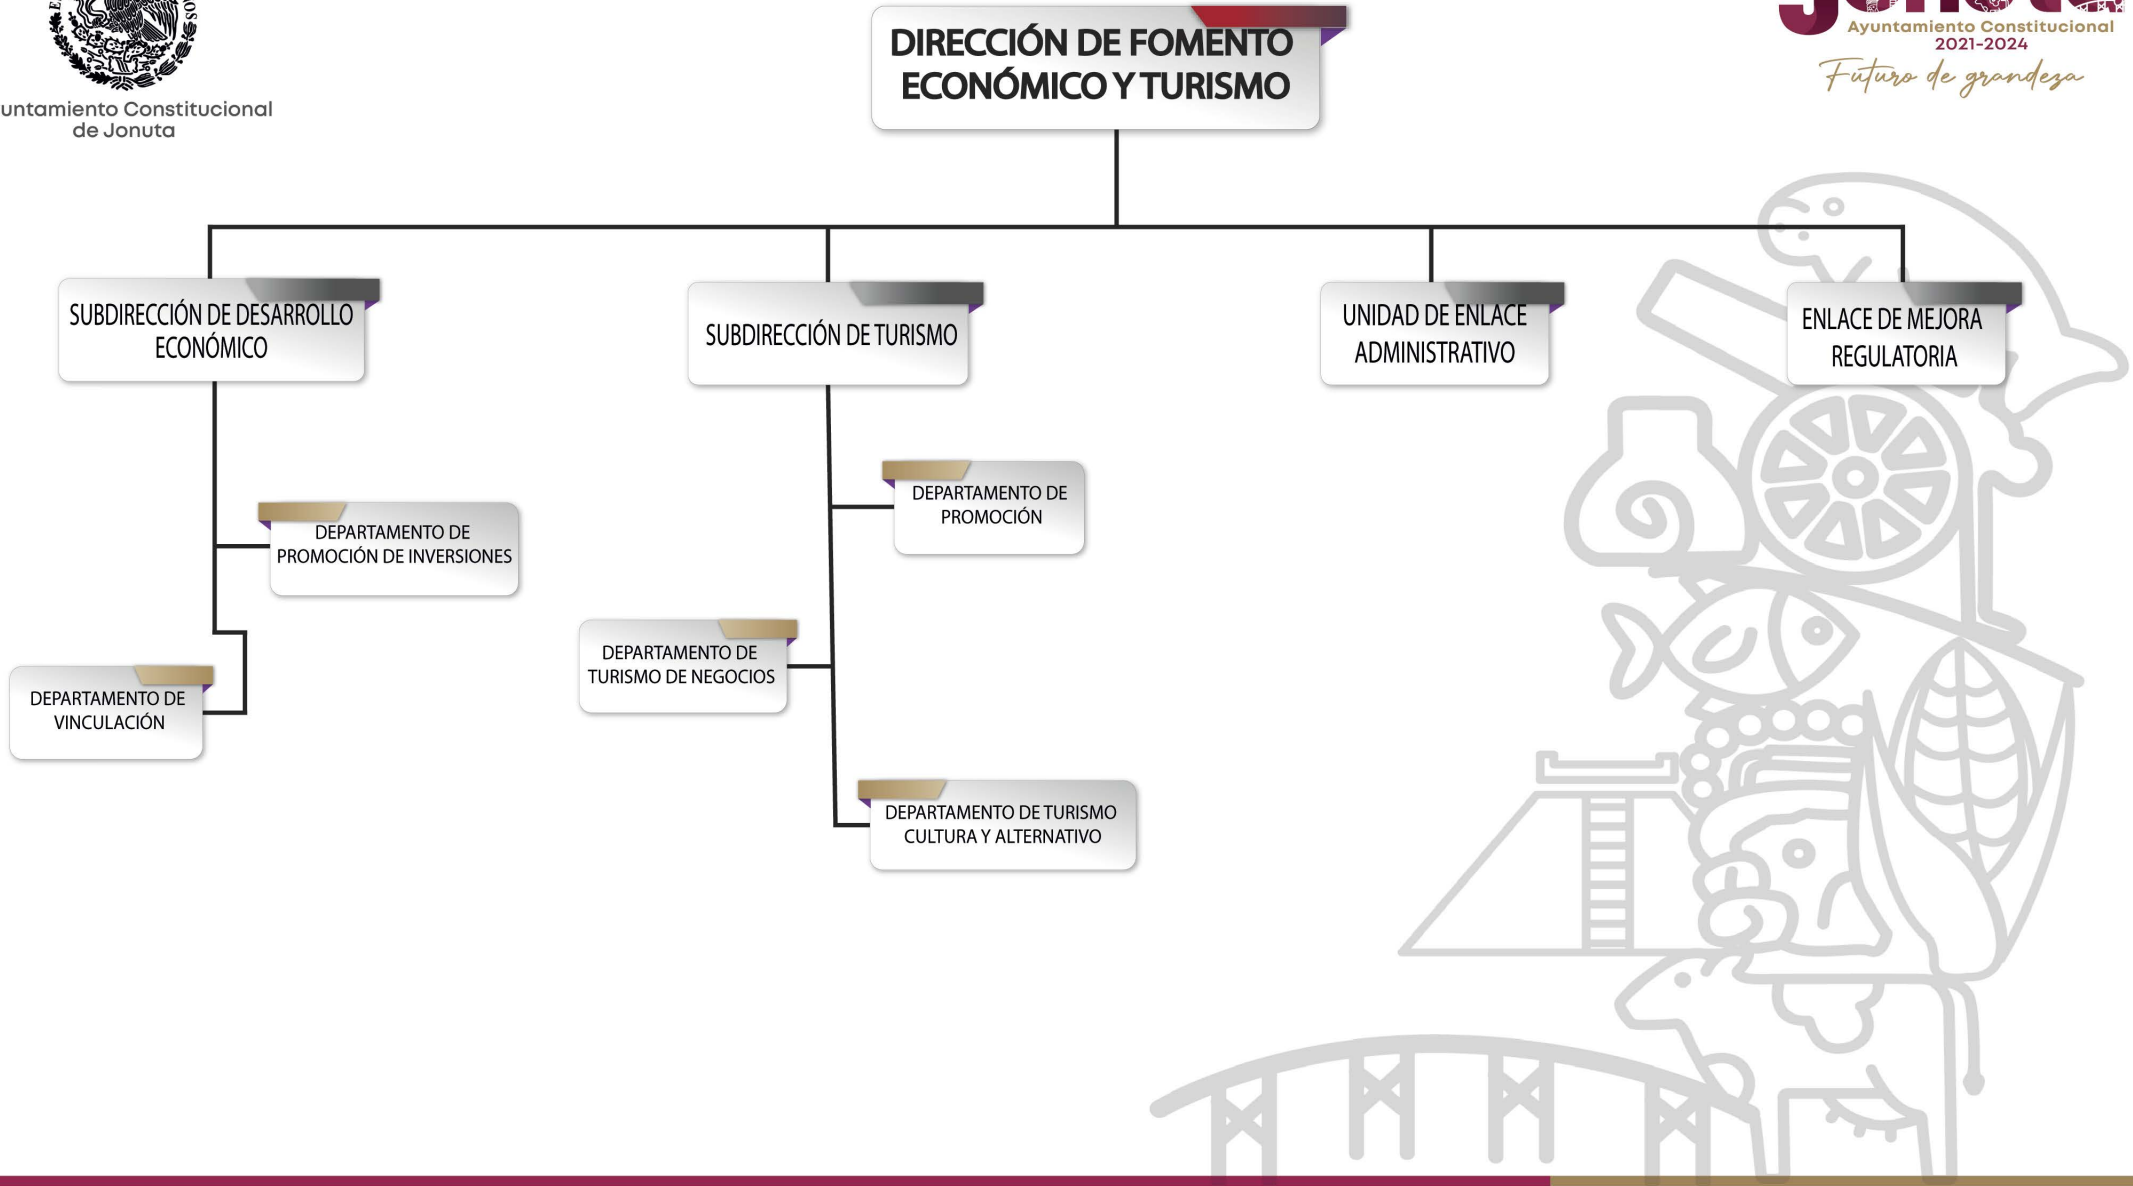 Constitucional
de Jonuta
DIRECCIÓN DE FOMENTO
ECONÓMICO Y TURISMO
Ayuntamiento Constitucional
2021-2024
Futuro de grandeza
SUBDIRECCIÓN DE DESARROLLO
ECONÓMICO
SUBDIRECCIÓN DE TURISMO
UNIDAD DE ENLACE
ADMINISTRATIVO
ENLACE DE MEJORA
REGULATORIA
DEPARTAMENTO DE
PROMOCIÓN
DEPARTAMENTO DE
PROMOCIÓN DE INVERSIONES
DEPARTAMENTO DE
TURISMO DE NEGOCIOS
DEPARTAMENTO DE
VINCULACIÓN
DEPARTAMENTO DE TURISMO
CULTURA Y ALTERNATIVO